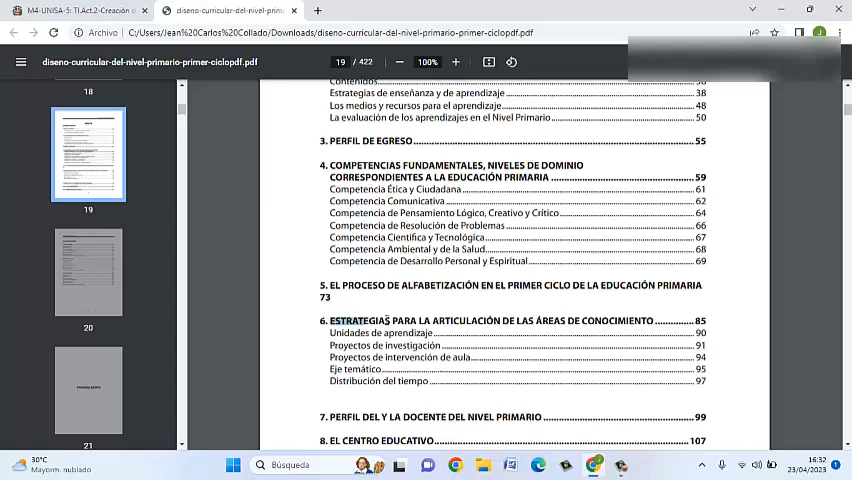 M4-UNISA-5: TI.Act.2-Creación d
diseno-curricular-del-nivel-prima
Archivo
C:/Users/Jean%20Carlos%20Collado/Downloads/diseno-curricular-del-nivel-primario-primer-ciclopdf.pdf
diseno-curricular-del-nivel-primario-primer-ciclopdf.pdf
19 / 422
100%
18
19
20
21
Contenidos
Estrategias de enseñanza y de aprendizaje 38
Los medios y recursos para el aprendizaje 48
La evaluación de los aprendizajes en el Nivel Primario 50
3. PERFIL DE EGRESO 55
4. COMPETENCIAS FUNDAMENTALES, NIVELES DE DOMINIO
CORRESPONDIENTES A LA EDUCACIÓN PRIMARIA 59
Competencia Ética y Ciudadana 61
Competencia Comunicativa 62
Competencia de Pensamiento Lógico, Creativo y Crítico 64
Competencia de Resolución de Problemas 66
Competencia Científica y Tecnológica 67
Competencia Ambiental y de la Salud 68
Competencia de Desarrollo Personal y Espiritual 69
5. EL PROCESO DE ALFABETIZACIÓN EN EL PRIMER CICLO DE LA EDUCACIÓN PRIMARIA
73
6. ESTRATEGIAS PARA LA ARTICULACIÓN DE LAS ÁREAS DE CONOCIMIENTO 85
Unidades de aprendizaje 90
Proyectos de investigación 91
Proyectos de intervención de aula 94
Eje temático 95
Distribución del tiempo 97
7. PERFIL DEL Y LA DOCENTE DEL NIVEL PRIMARIO 99
8. EL CENTRO EDUCATIVO 107
30°C
Mayorm. nublado
Búsqueda
16:32
23/04/2023